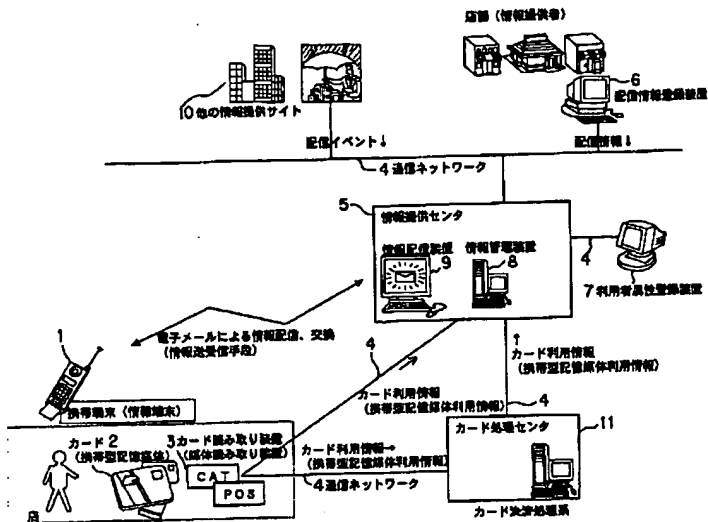 店舗（情報提供者）
6
配信情報登録装置
10 他の情報提供サイト
配信イベント↓
配信情報↓
4 通信ネットワーク
5
情報提供センタ
情報配信装置
9
情報管理装置
8
4
7 利用者属性登録装置
電子メールによる情報配信、交換
（情報送受信手段）
1
携帯端末（情報端末）
4
カード利用情報
（携帯型記憶媒体利用情報）
↑
カード利用情報
（携帯型記憶媒体利用情報）
4
カード2
（携帯型記憶媒体）
3カード読み取り装置
（媒体読み取り装置）
CAT
POS
カード利用情報→
（携帯型記憶媒体利用情報）
4通信ネットワーク
カード処理センタ
11
カード決済処理系
店